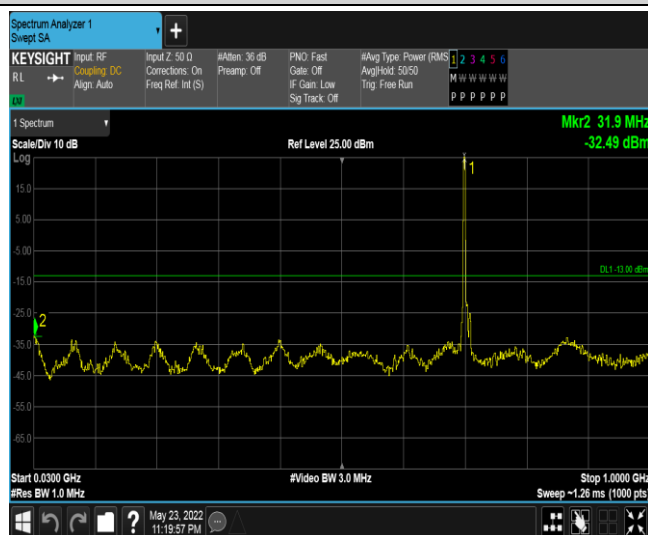 Spectrum Analyzer 1
Swept SA
KEYSIGHT
RL
Input: RF
Coupling: DC
Align: Auto
Input Z: 50 Ω
Corrections: On
Freq Ref: Int (S)
#Atten: 36 dB
Preamp: Off
PNO: Fast
Gate: Off
IF Gain: Low
Sig Track: Off
#Avg Type: Power (RMS
Avg|Hold: 50/50
Trig: Free Run
1 2 3 4 5 6
M W W W W W
P P P P P P
1 Spectrum
Mkr2 31.9 MHz
Scale/Div 10 dB
Ref Level 25.00 dBm
-32.49 dBm
Log
1
15.0
5.00
-5.00
DL1 -13.00 dBm
-15.0
-25.0
2
-35.0
-45.0
-55.0
-65.0
Start 0.0300 GHz
#Video BW 3.0 MHz
Stop 1.0000 GHz
#Res BW 1.0 MHz
Sweep ~1.26 ms (1000 pts)
?
May 23, 2022
11:19:57 PM